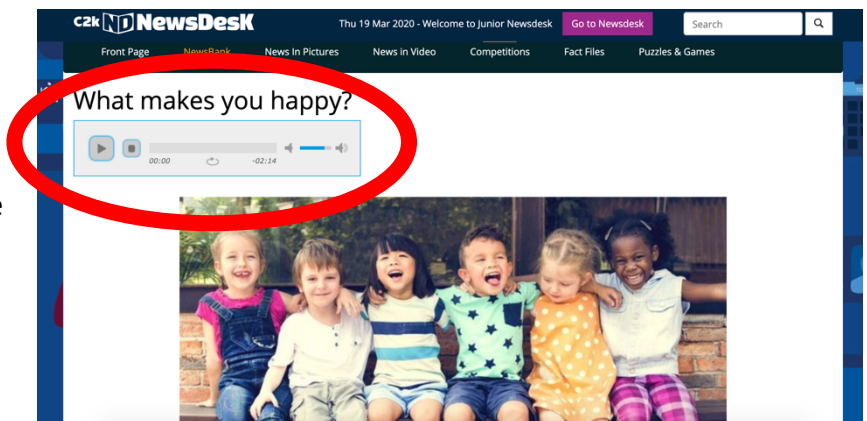 C2k ND NewsDesK Thu 19 Mar 2020 - Welcome to Junior Newsdesk Go to Newsdesk Search
Front Page NewsBank News In Pictures News in Video Competitions Fact Files Puzzles & Games
What makes you happy?
00:00 -02:14
e